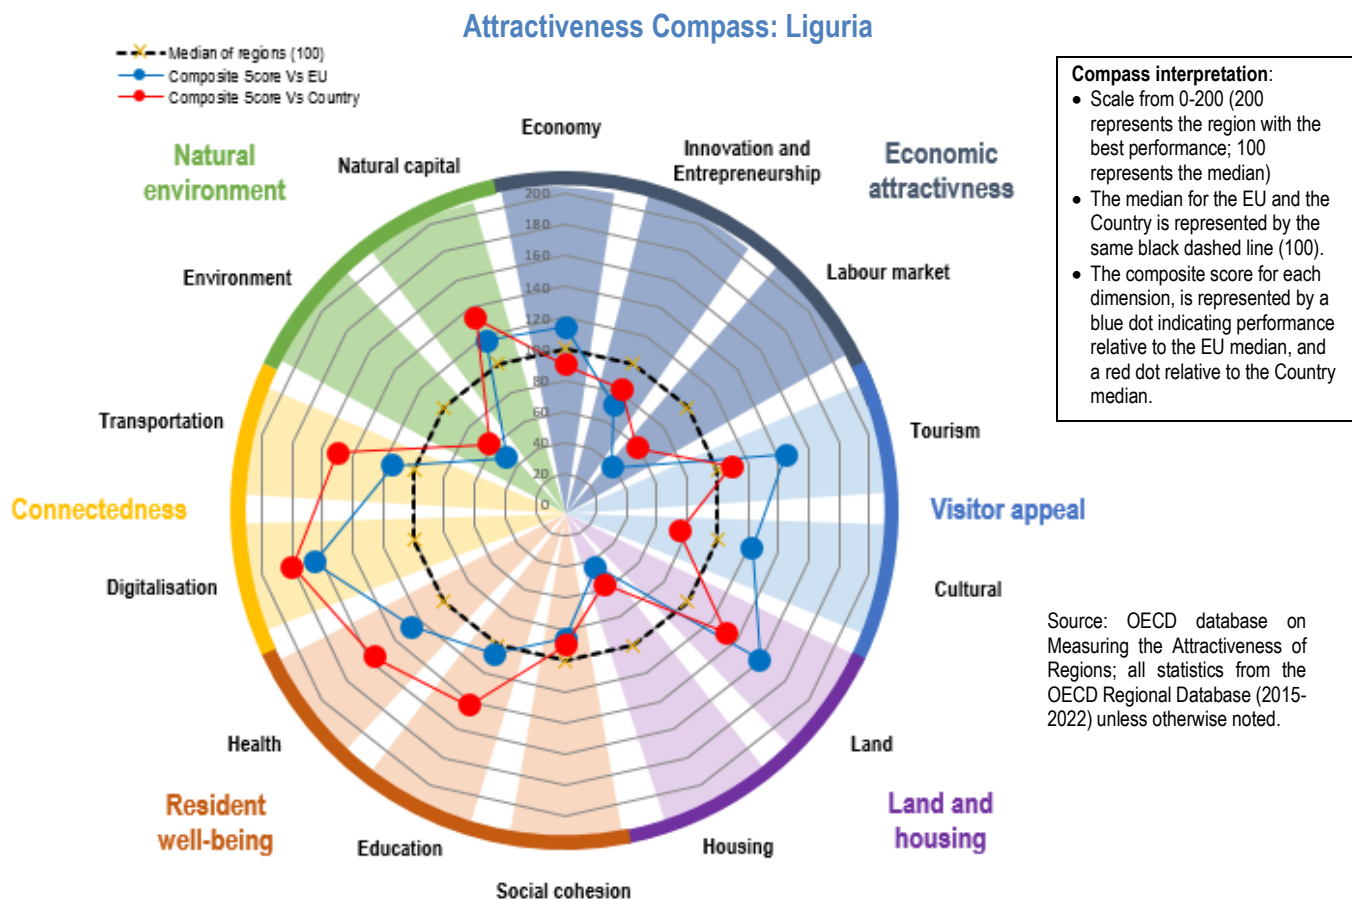 Attractiveness Compass: Liguria
Median of regions (100)
Composite Score Vs EU
Composite Score Vs Country
Compass interpretation:
• Scale from 0-200 (200
represents the region with the
best performance; 100
represents the median)
• The median for the EU and the
Country is represented by the
same black dashed line (100).
• The composite score for each
dimension, is represented by a
blue dot indicating performance
relative to the EU median, and
a red dot relative to the Country
median.
Economy
Natural
environment
Natural capital
Innovation and
Entrepreneurship
Economic
attractivness
200
180
160
140
120
100
80
60
40
20
0
Environment
Labour market
Transportation
Tourism
Connectedness
Visitor appeal
Digitalisation
Cultural
Source: OECD database on
Measuring the Attractiveness of
Regions; all statistics from the
OECD Regional Database (2015-
2022) unless otherwise noted.
Health
Land
Resident
well-being
Land and
housing
Education
Housing
Social cohesion